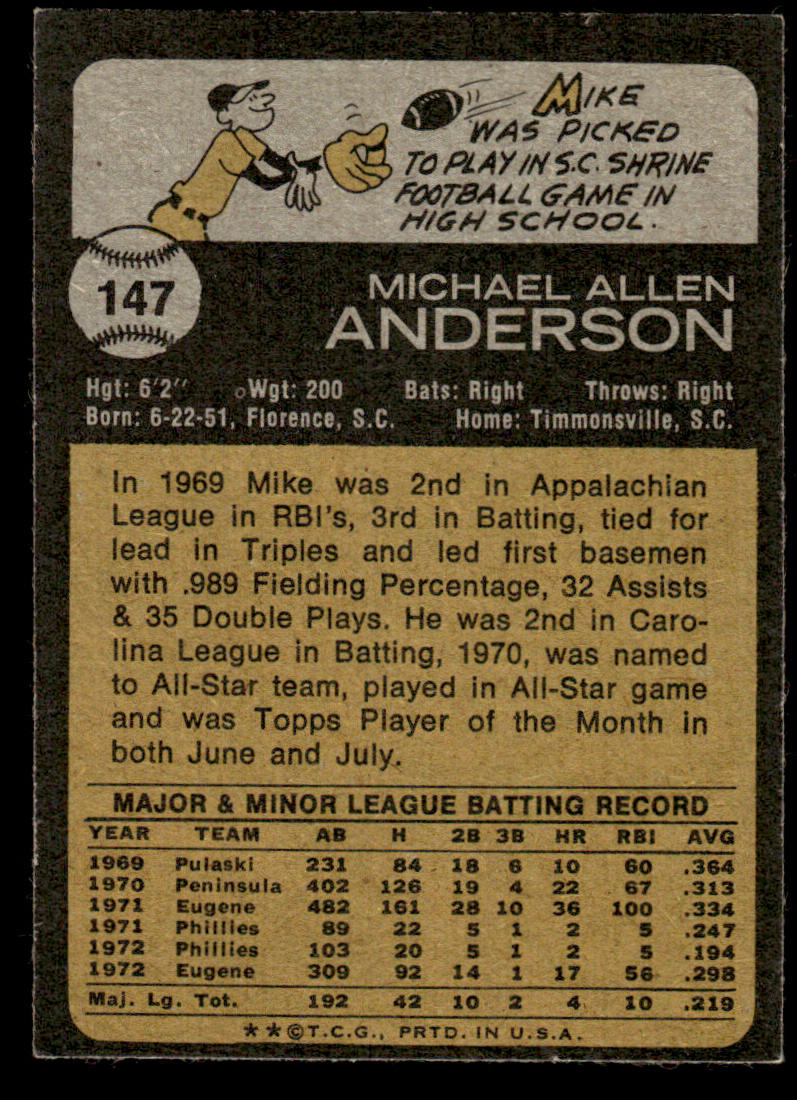 MIKE
WAS PICKED
TO PLAY IN S.C. SHRINE
FOOTBALL GAME IN
HIGH SCHOOL.
147
MICHAEL ALLEN
ANDERSON
Hgt: 6'2" Wgt: 200 Bats: Right Throws: Right
Born: 6-22-51, Florence, S.C. Home: Timmonsville, S.C.
In 1969 Mike was 2nd in Appalachian
League in RBI's, 3rd in Batting, tied for
lead in Triples and led first basemen
with .989 Fielding Percentage, 32 Assists
& 35 Double Plays. He was 2nd in Caro-
lina League in Batting, 1970, was named
to All-Star team, played in All-Star game
and was Topps Player of the Month in
both June and July.
MAJOR & MINOR LEAGUE BATTING RECORD
YEAR TEAM AB H 2B 3B HR RBI AVG
1969 Pulaski 231 84 18 6 10 60 .364
1970 Peninsula 402 126 19 4 22 67 .313
1971 Eugene 482 161 28 10 36 100 .334
1971 Phillies 89 22 5 1 2 5 .247
1972 Phillies 103 20 5 1 2 5 .194
1972 Eugene 309 92 14 1 17 56 .298
Maj. Lg. Tot. 192 42 10 2 4 10 .219
**©T.C.G., PRTD. IN U.S.A.